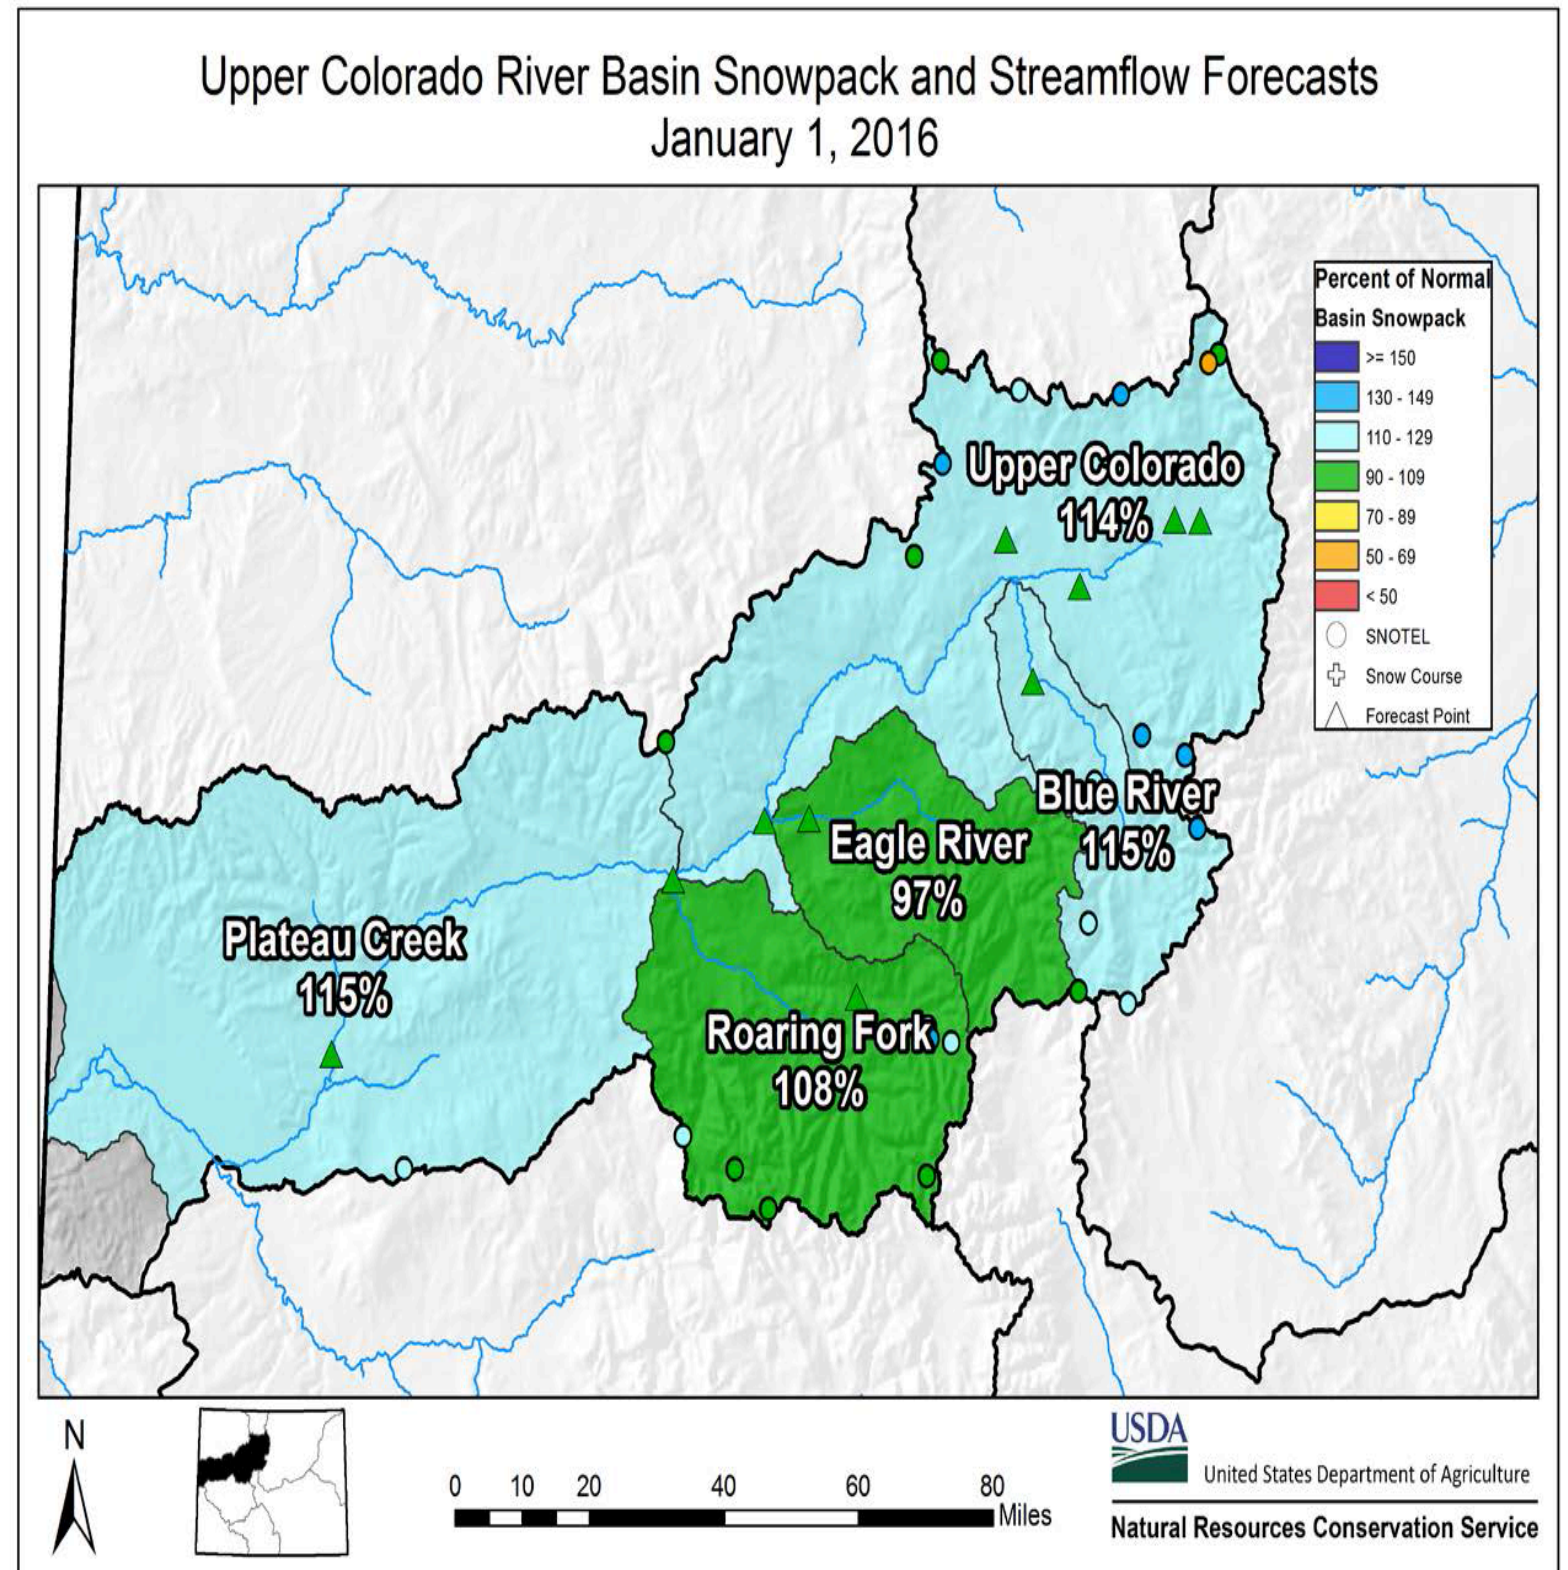 Upper Colorado River Basin Snowpack and Streamflow Forecasts
January 1, 2016
Percent of Normal
Basin Snowpack
>= 150
130 - 149
110 - 129
90 - 109
70 - 89
50 - 69
< 50
SNOTEL
Snow Course
Forecast Point
Upper Colorado
114%
Blue River
115%
Eagle River
97%
Plateau Creek
115%
Roaring Fork
108%
N
0 10 20 40 60 80
Miles
USDA
United States Department of Agriculture
Natural Resources Conservation Service